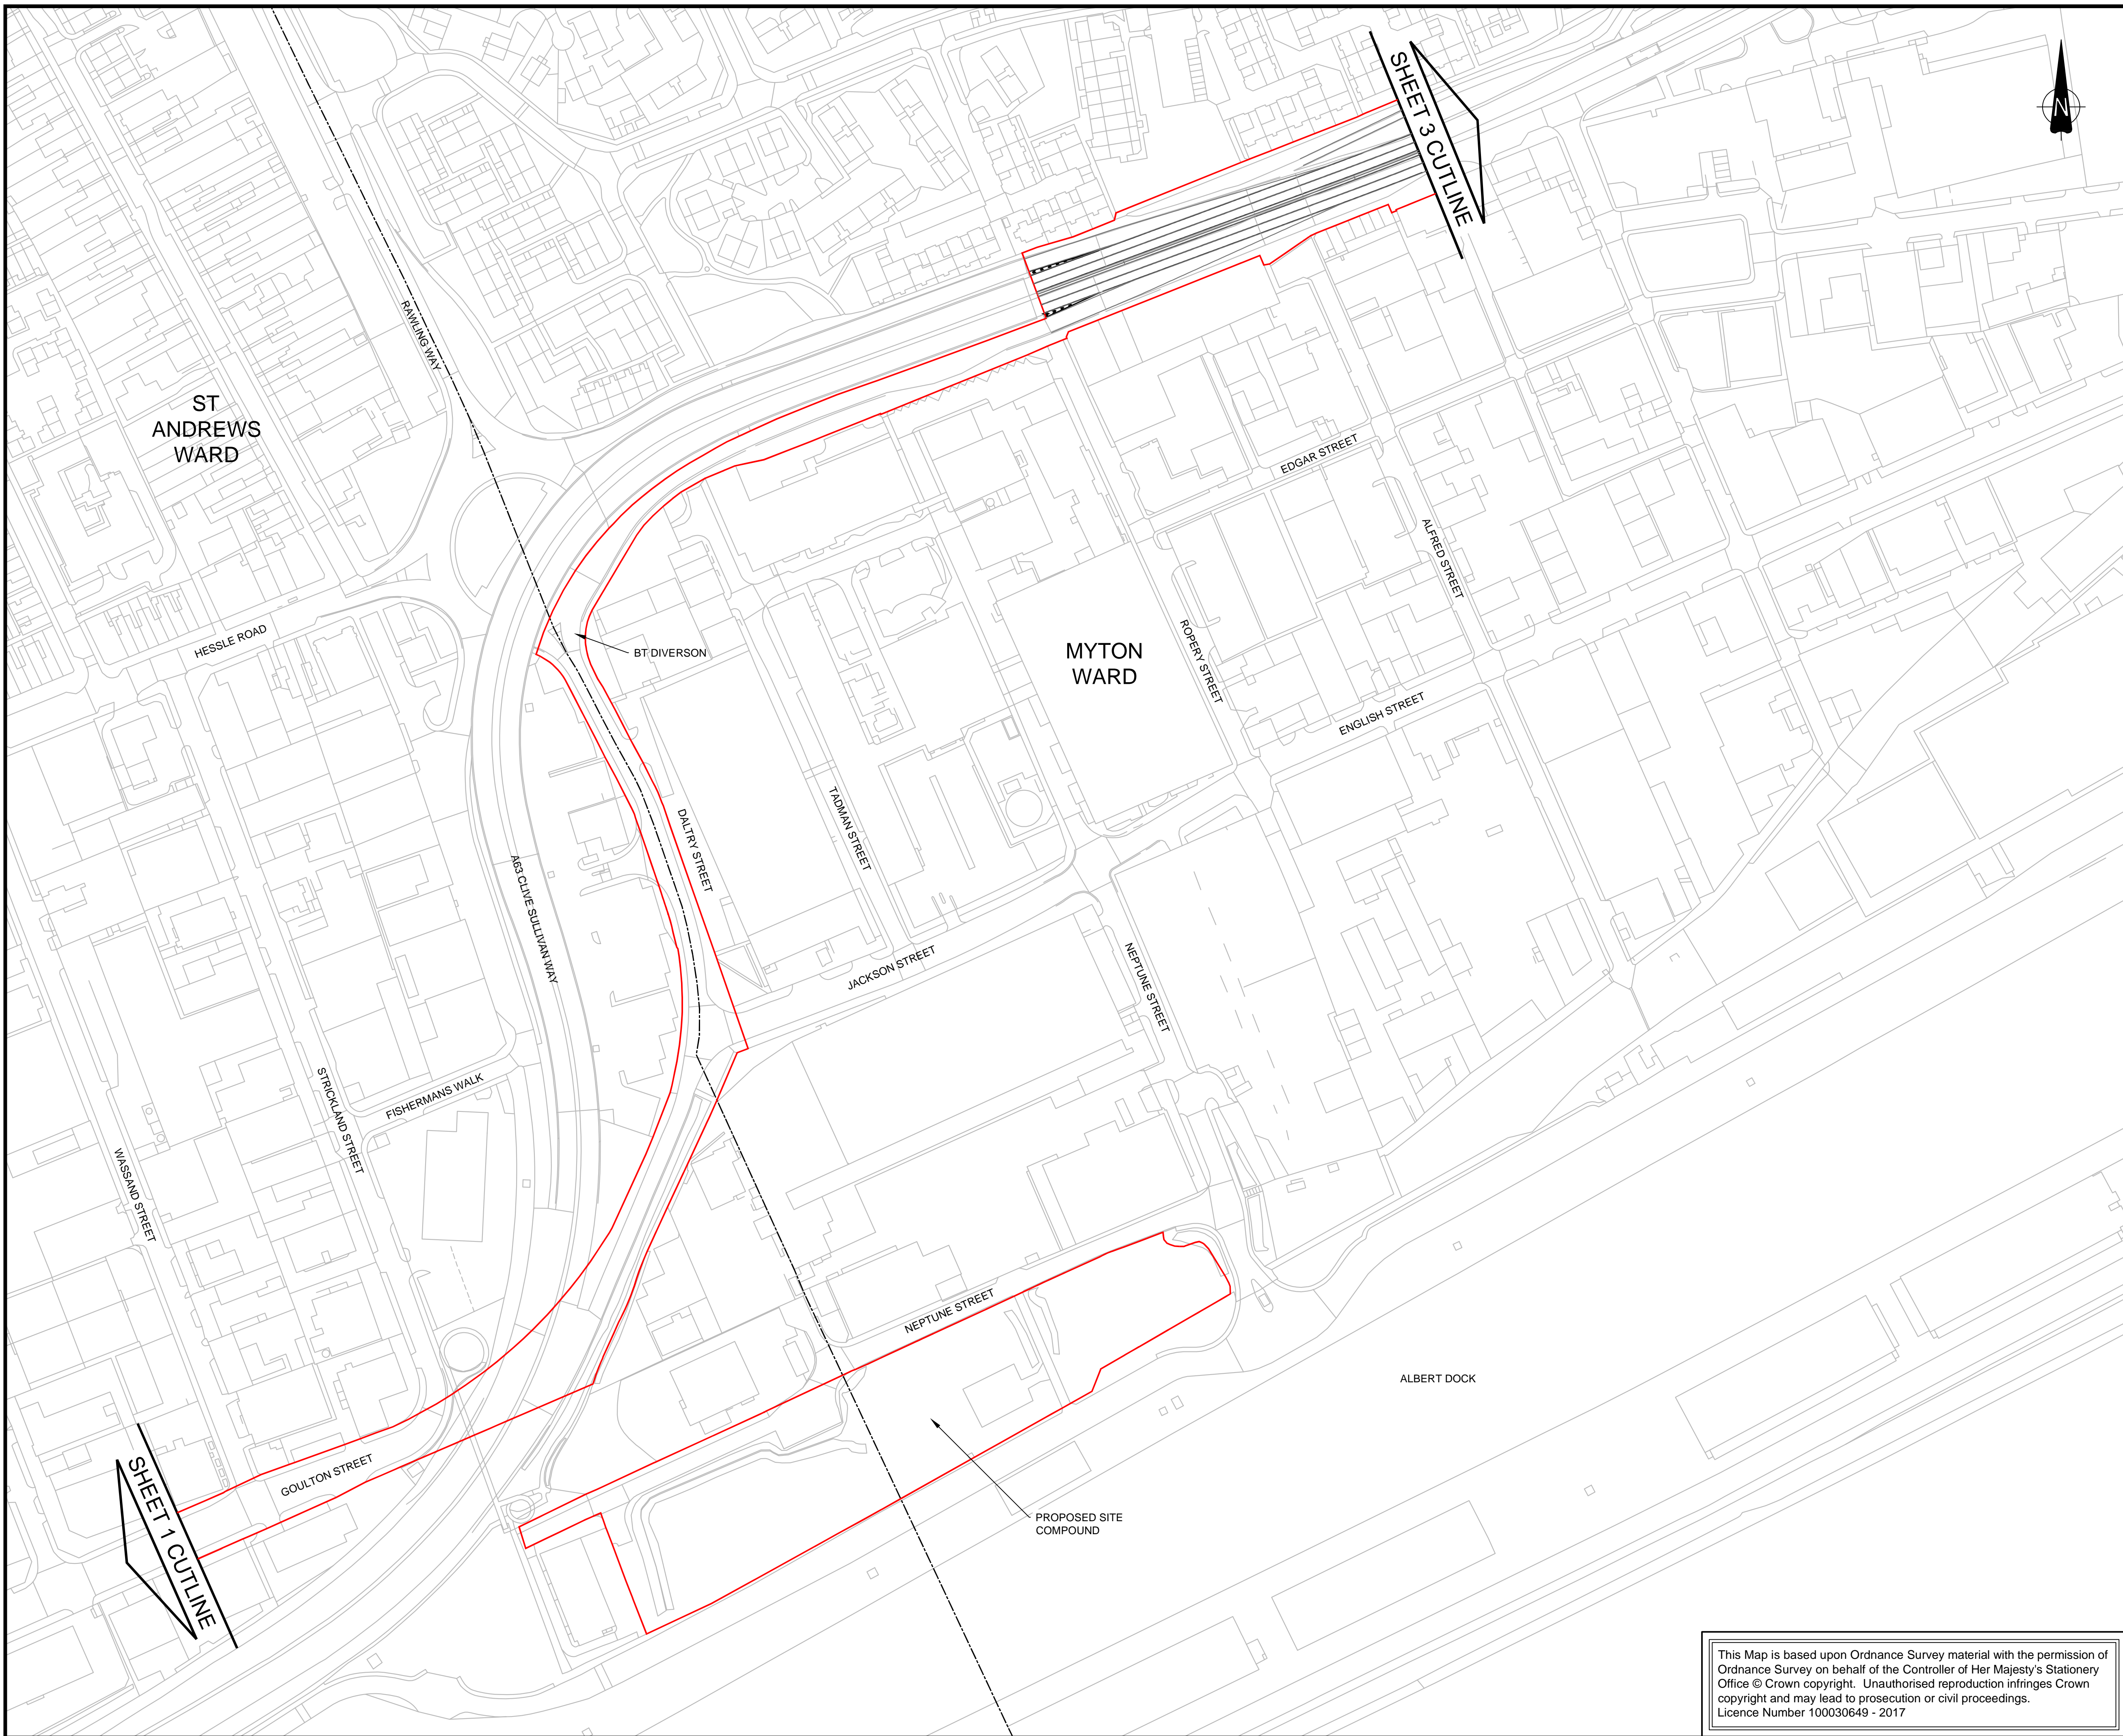 SHEET 3 CUTLINE
N
RAWLING WAY
ST
ANDREWS
WARD
EDGAR STREET
ALFRED STREET
HESSLE ROAD
BT DIVERSON
MYTON
WARD
ROPERY STREET
ENGLISH STREET
TADMAN STREET
DALTRY STREET
A63 CLIVE SULLIVAN WAY
JACKSON STREET
NEPTUNE STREET
FISHERMANS WALK
STRICKLAND STREET
WASSAND STREET
NEPTUNE STREET
ALBERT DOCK
GOULTON STREET
SHEET 1 CUTLINE
PROPOSED SITE
COMPOUND
This Map is based upon Ordnance Survey material with the permission of
Ordnance Survey on behalf of the Controller of Her Majesty's Stationery
Office © Crown copyright. Unauthorised reproduction infringes Crown
copyright and may lead to prosecution or civil proceedings.
Licence Number 100030649 - 2017